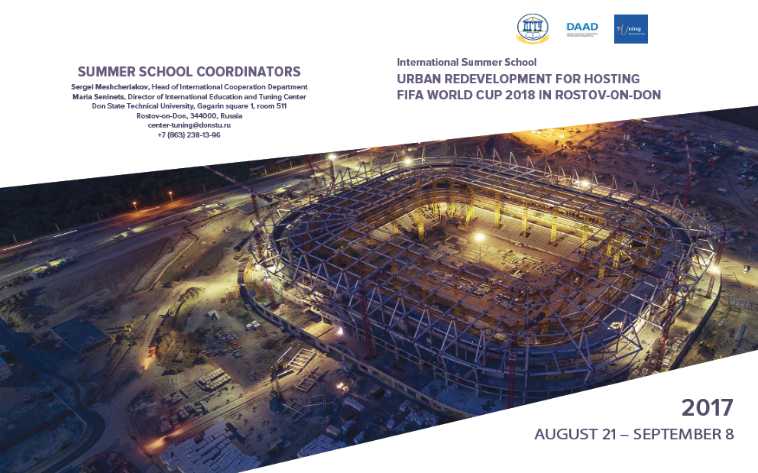 DAAD
Tuning
SUMMER SCHOOL COORDINATORS
Sergei Meshcheriakov, Head of International Cooperation Department
Maria Seninets, Director of International Education and Tuning Center
Don State Technical University, Gagarin square 1, room 511
Rostov-on-Don, 344000, Russia
center-tuning@donstu.ru
+7 (863) 238-13-96
International Summer School
URBAN REDEVELOPMENT FOR HOSTING
FIFA WORLD CUP 2018 IN ROSTOV-ON-DON
2017
AUGUST 21 – SEPTEMBER 8